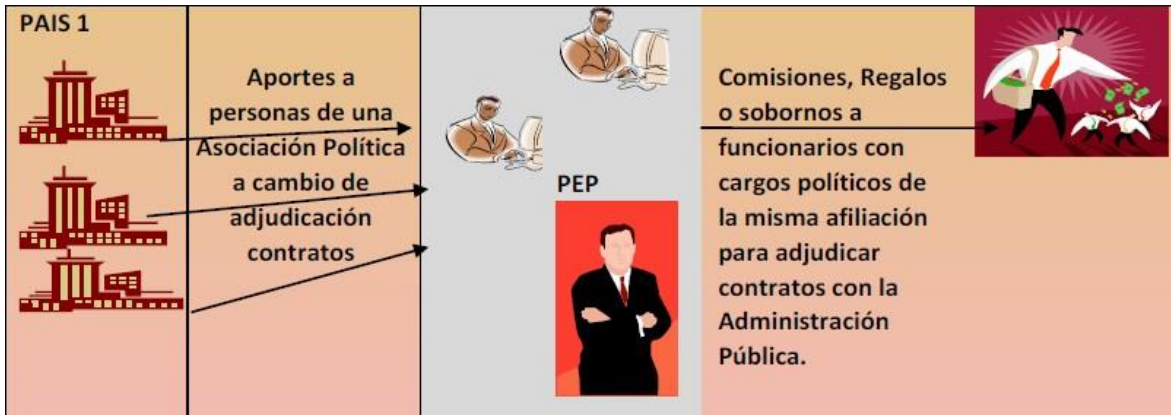 PAIS 1
Aportes a
personas de una
Asociación Política
a cambio de
adjudicación
contratos
PEP
Comisiones, Regalos
o sobornos a
funcionarios con
cargos políticos de
la misma afiliación
para adjudicar
contratos con la
Administración
Pública.